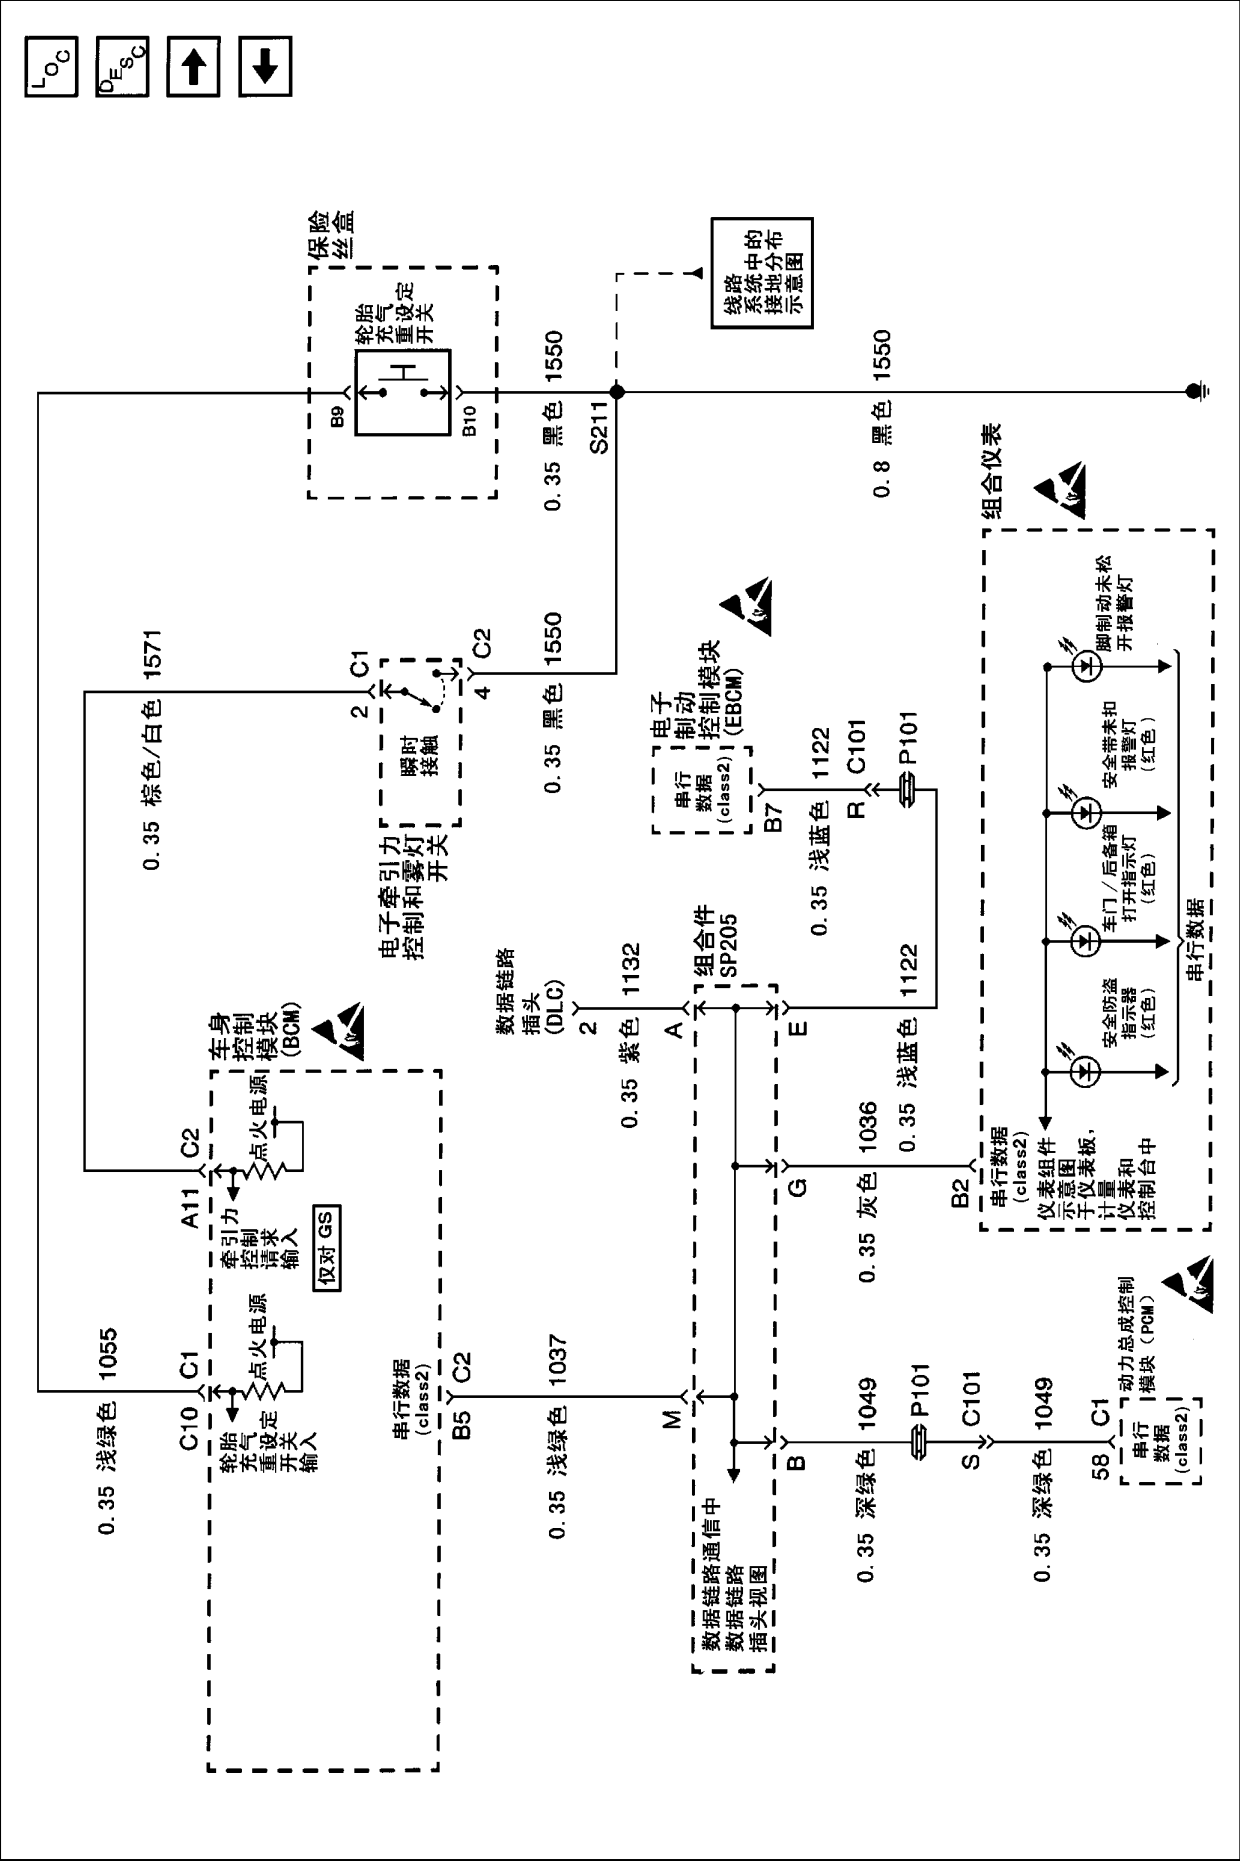 LOC
DESC
0.35 浅绿色 1055
C10 C1
轮胎
充气
重设定
开关
输入
点火电源
0.35 棕色/白色 1571
A11 C2
牵引力
控制
请求
输入
点火电源
仅对 GS
车身
控制
模块
(BCM)
串行数据
(class2)
B5 C2
0.35 浅绿色 1037
M
电子牵引力
控制和雾灯
开关
2 C1
瞬时
接触
4 C2
0.35 黑色 1550
保险
丝盒
轮胎
充气
重设定
开关
B9
B10
0.35 黑色 1550
S211
线路
系统中的
接地分布
示意图
0.8 黑色 1550
数据链路
插头
(DLC)
2
0.35 紫色 1132
A
组合件
SP205
数据链路通信中
数据链路
插头视图
B
G
E
电子
制动
控制模块
(EBCM)
串行
数据
(class2)
B7
0.35 浅蓝色 1122
R C101
P101
0.35 浅蓝色 1122
0.35 灰色 1036
B2
0.35 深绿色 1049
P101
S C101
0.35 深绿色 1049
58 C1
串行
数据
(class2)
动力总成控制
模块（PCM）
组合仪表
串行数据
(class2)
仪表组件
示意图
于仪表板，
计量
仪表和
控制台中
安全防盗
指示器
(红色)
车门/后备箱
打开指示灯
(红色)
安全带未扣
报警灯
(红色)
脚制动未松
开报警灯
串行数据